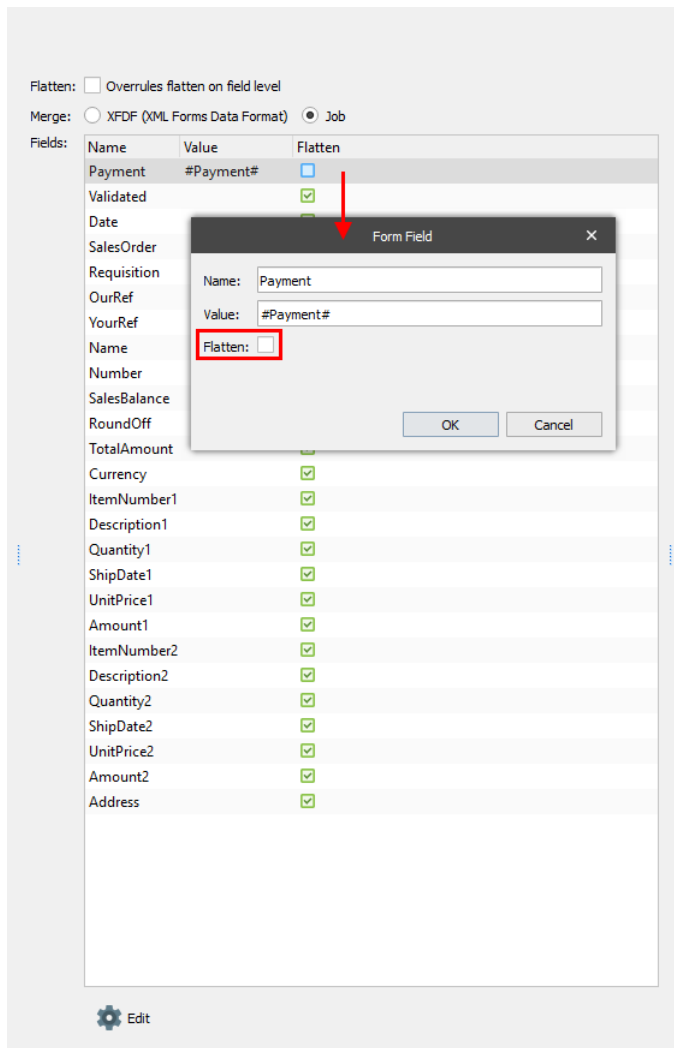 Flatten: Overrules flatten on field level
Merge: XFDF (XML Forms Data Format) Job
Fields:
Name Value Flatten
Payment #Payment#
Validated
Date
Form Field
SalesOrder
Requisition
Name: Payment
OurRef
Value: #Payment#
YourRef
Name
Flatten:
Number
SalesBalance
RoundOff
OK Cancel
TotalAmount
Currency
ItemNumber1
Description1
Quantity1
ShipDate1
UnitPrice1
Amount1
ItemNumber2
Description2
Quantity2
ShipDate2
UnitPrice2
Amount2
Address
Edit